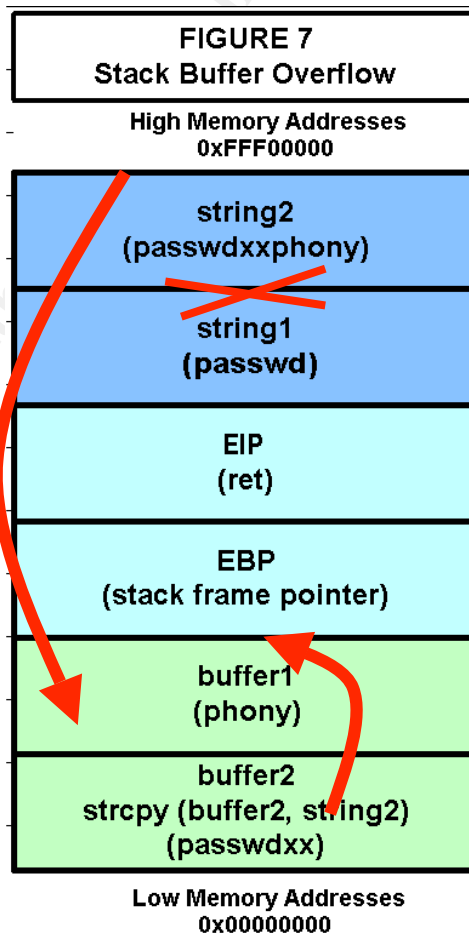 FIGURE 7
Stack Buffer Overflow
High Memory Addresses
0xFFF00000
string2
(passwdxxphony)
string1
(passwd)
EIP
(ret)
EBP
(stack frame pointer)
buffer1
(phony)
buffer2
strcpy (buffer2, string2)
(passwdxx)
Low Memory Addresses
0x00000000